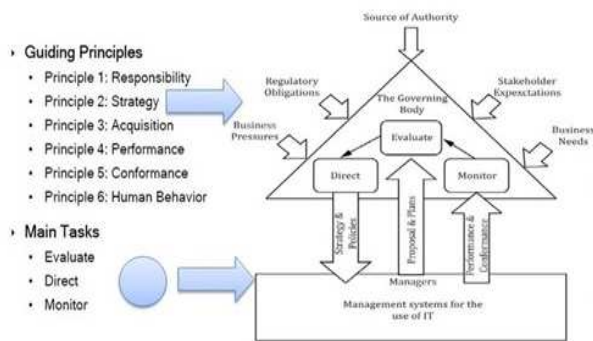 Guiding Principles
Principle 1: Responsibility
Principle 2: Strategy
Principle 3: Acquisition
Principle 4: Performance
Principle 5: Conformance
Principle 6: Human Behavior
Main Tasks
Evaluate
Direct
Monitor
Source of Authority
Regulatory
Obligations
Stakeholder
Expexctations
Business
Pressures
Business
Needs
The Governing
Body
Evaluate
Direct
Monitor
Strategy &
Policies
Proposal & Plans
Performance &
Conformance
Managers
Management systems for the
use of IT